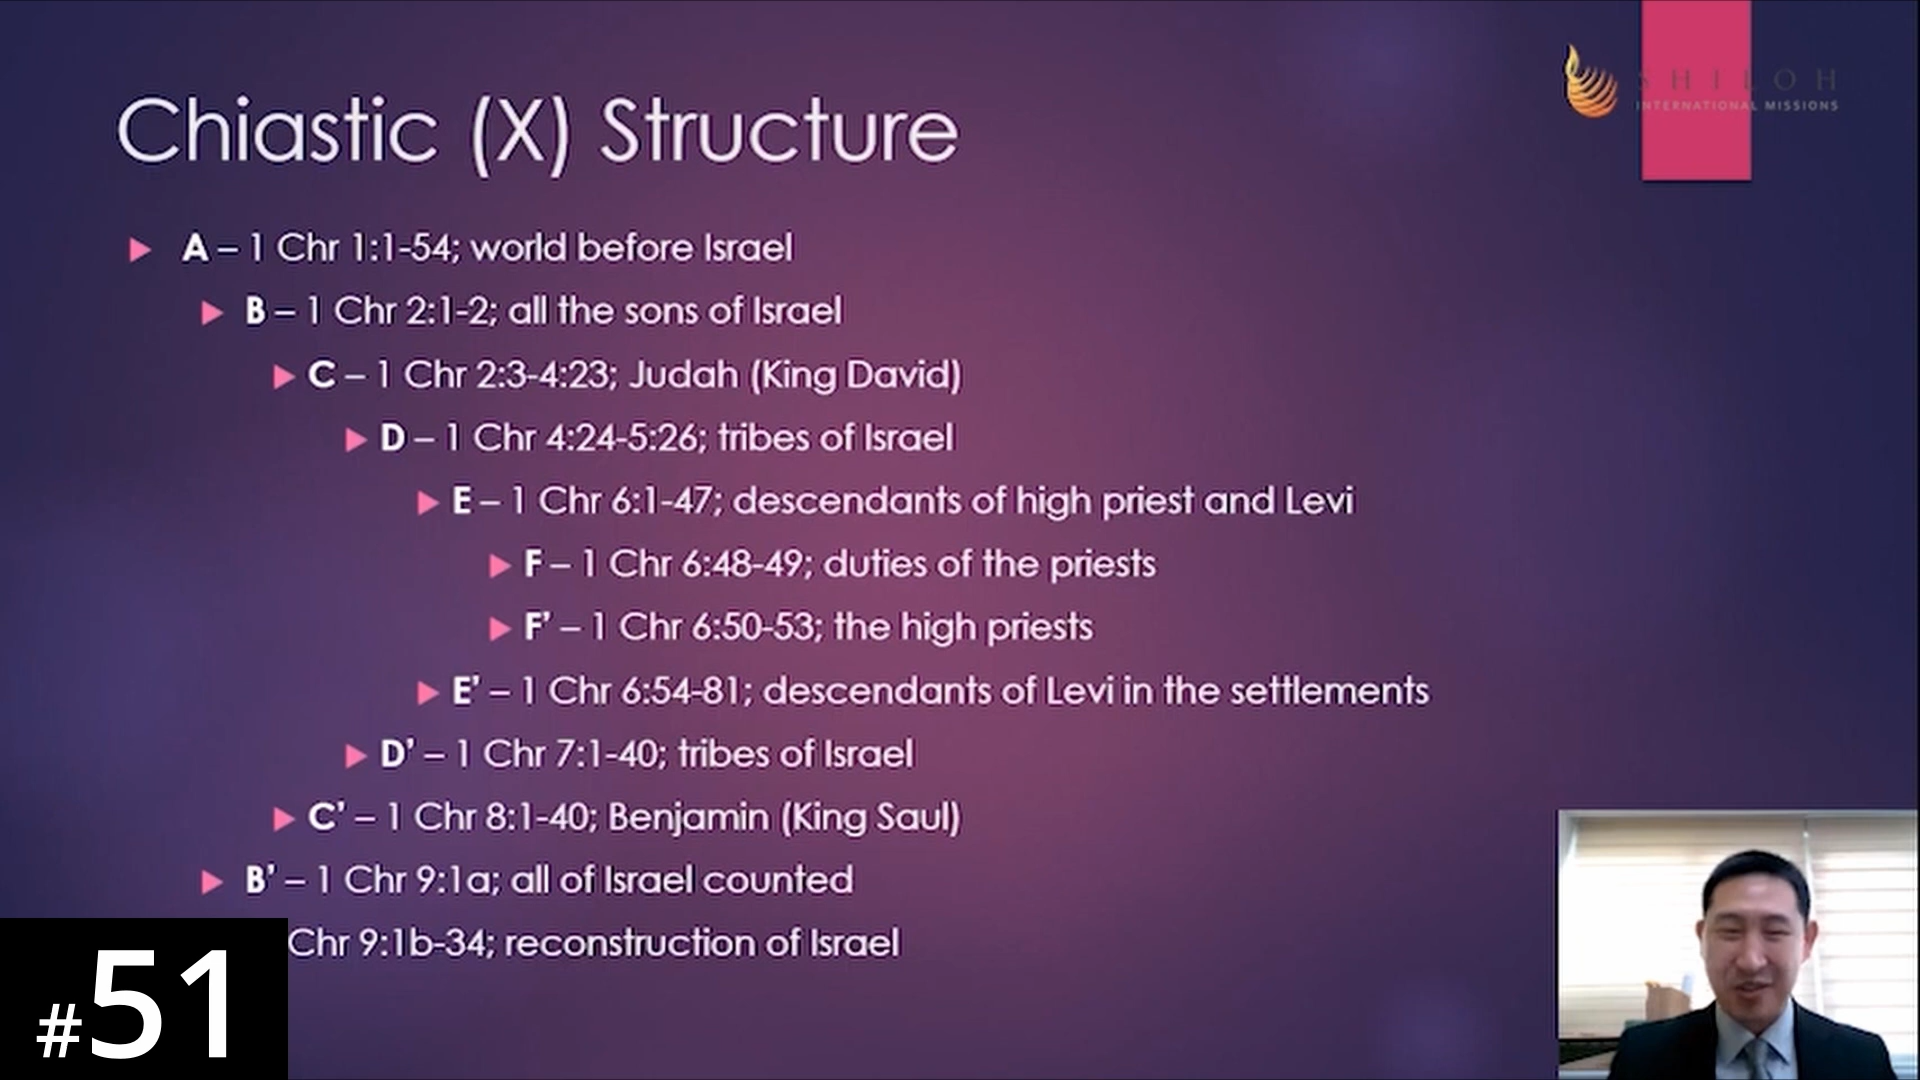 SHILOH
INTERNATIONAL MISSIONS
Chiastic (X) Structure
A – 1 Chr 1:1-54; world before Israel
B – 1 Chr 2:1-2; all the sons of Israel
C – 1 Chr 2:3-4:23; Judah (King David)
D – 1 Chr 4:24-5:26; tribes of Israel
E – 1 Chr 6:1-47; descendants of high priest and Levi
F – 1 Chr 6:48-49; duties of the priests
F’ – 1 Chr 6:50-53; the high priests
E’ – 1 Chr 6:54-81; descendants of Levi in the settlements
D’ – 1 Chr 7:1-40; tribes of Israel
C’ – 1 Chr 8:1-40; Benjamin (King Saul)
B’ – 1 Chr 9:1a; all of Israel counted
Chr 9:1b-34; reconstruction of Israel
#51